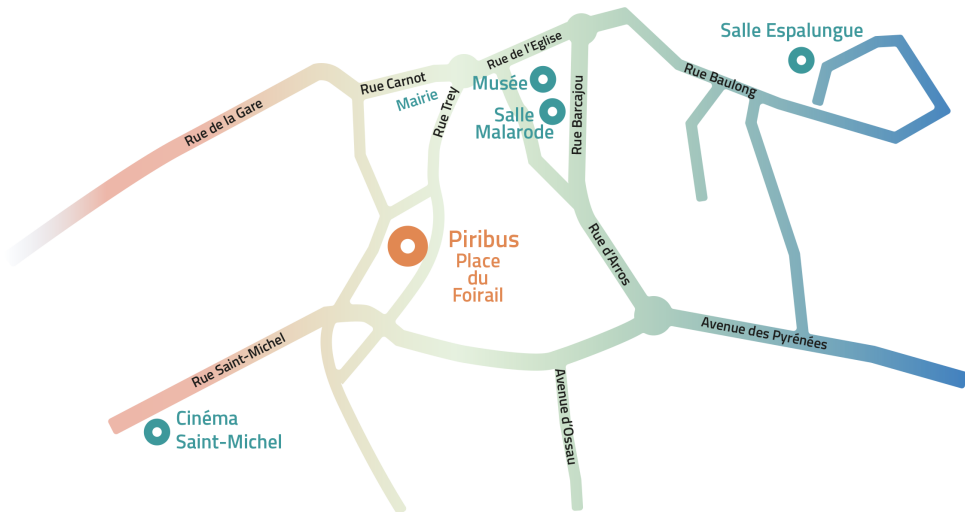 Salle Espalungue
Rue de l'Eglise
Rue Baulong
Rue Carnot
Musée
Mairie
Rue de la Gare
Rue Trey
Salle
Malarode
Rue Barcajou
Piribus
Place
du
Foirail
Rue d'Arros
Avenue des Pyrénées
Rue Saint-Michel
Avenue d'Ossau
Cinéma
Saint-Michel